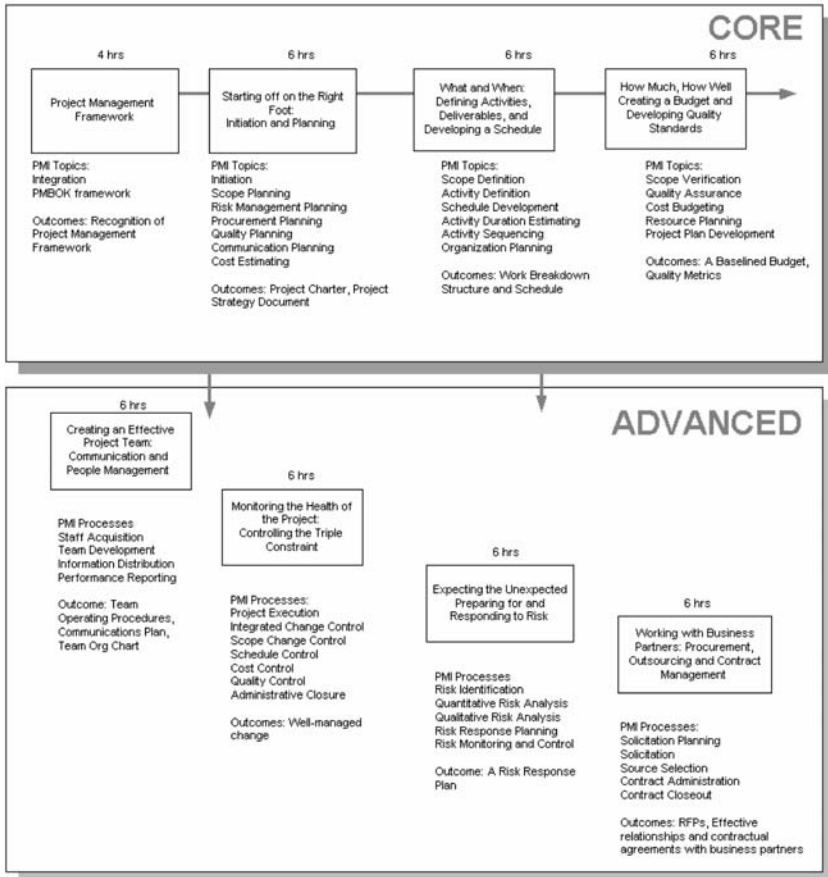 CORE
4 hrs
Project Management
Framework
PMI Topics:
Integration
PMBOK framework
Outcomes: Recognition of
Project Management
Framework
6 hrs
Starting off on the Right
Foot:
Initiation and Planning
PMI Topics:
Initiation
Scope Planning
Risk Management Planning
Procurement Planning
Quality Planning
Communication Planning
Cost Estimating
Outcomes: Project Charter, Project
Strategy Document
6 hrs
What and When:
Defining Activities,
Deliverables, and
Developing a Schedule
PMI Topics:
Scope Definition
Activity Definition
Schedule Development
Activity Duration Estimating
Activity Sequencing
Organization Planning
Outcomes: Work Breakdown
Structure and Schedule
6 hrs
How Much, How Well
Creating a Budget and
Developing Quality
Standards
PMI Topics:
Scope Verification
Quality Assurance
Cost Budgeting
Resource Planning
Project Plan Development
Outcomes: A Baselined Budget,
Quality Metrics
ADVANCED
6 hrs
Creating an Effective
Project Team:
Communication and
People Management
PMI Processes
Staff Acquisition
Team Development
Information Distribution
Performance Reporting
Outcome: Team
Operating Procedures,
Communications Plan,
Team Org Chart
6 hrs
Monitoring the Health of
the Project:
Controlling the Triple
Constraint
PMI Processes:
Project Execution
Integrated Change Control
Scope Change Control
Schedule Control
Cost Control
Quality Control
Administrative Closure
Outcomes: Well-managed
change
6 hrs
Expecting the Unexpected
Preparing for and
Responding to Risk
PMI Processes
Risk Identification
Quantitative Risk Analysis
Qualitative Risk Analysis
Risk Response Planning
Risk Monitoring and Control
Outcome: A Risk Response
Plan
6 hrs
Working with Business
Partners: Procurement,
Outsourcing and Contract
Management
PMI Processes:
Solicitation Planning
Solicitation
Source Selection
Contract Administration
Contract Closeout
Outcomes: RFPs, Effective
relationships and contractual
agreements with business partners